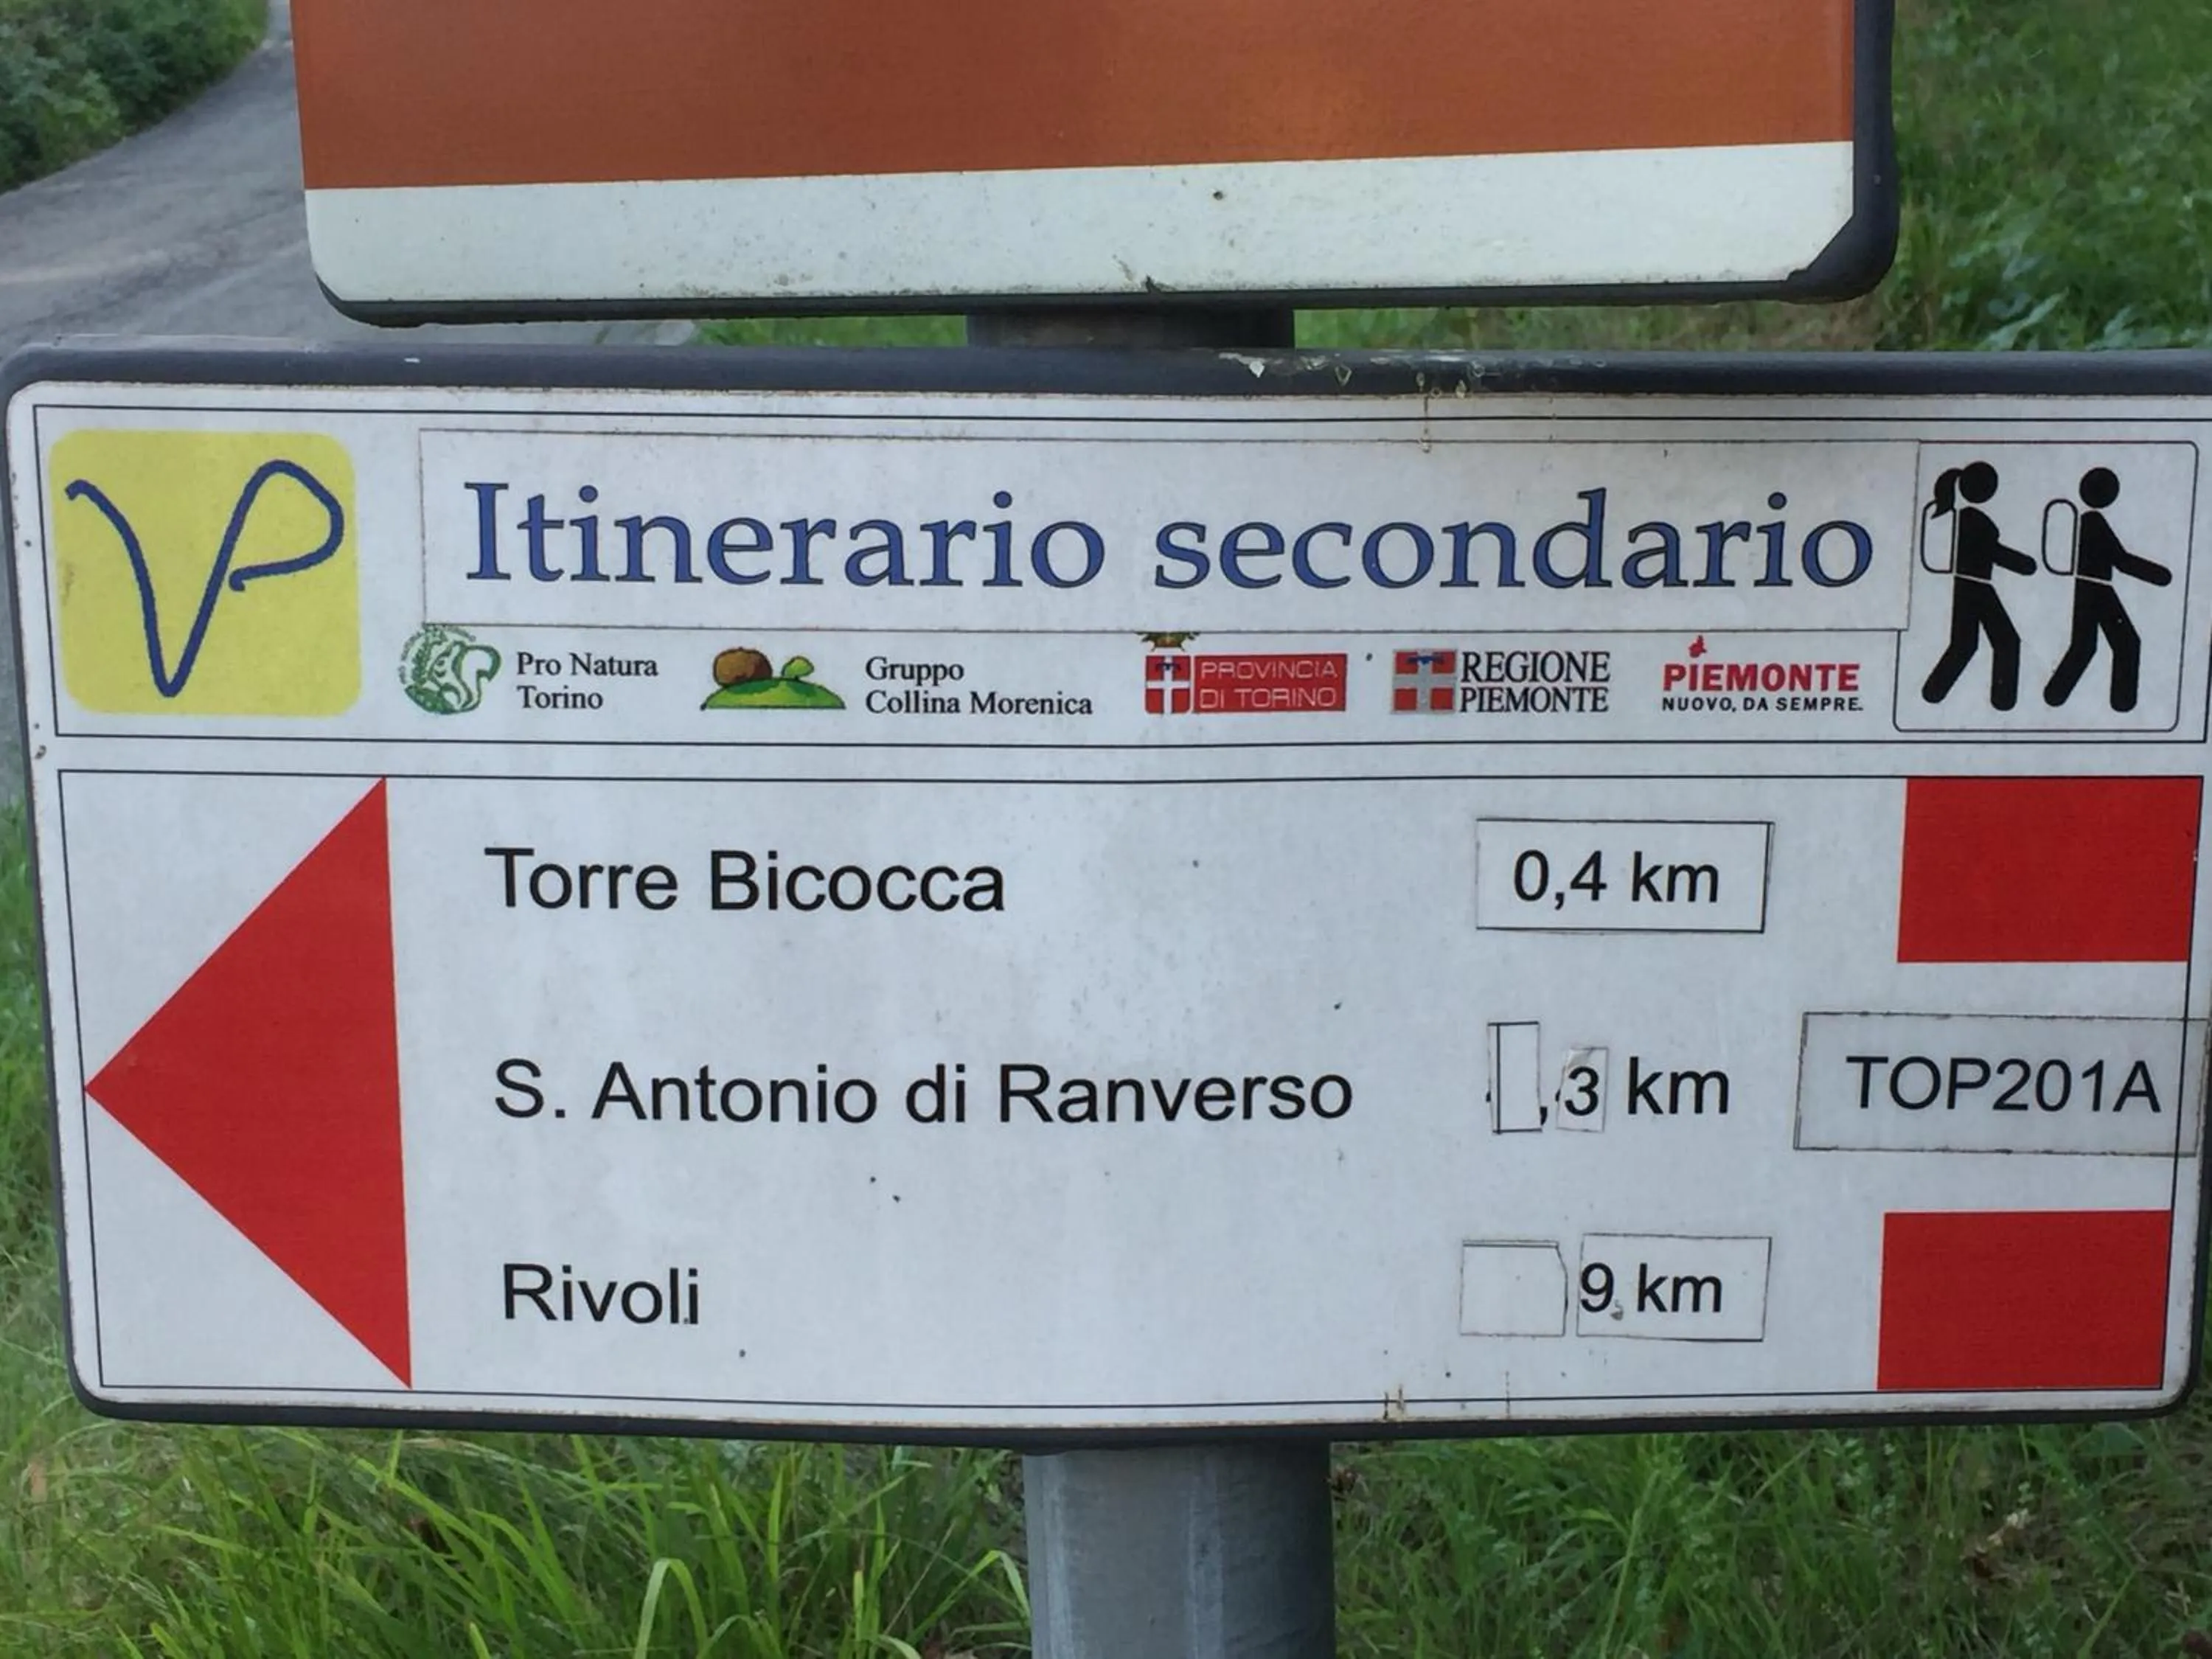 VP
Itinerario secondario
Pro Natura
Torino
Gruppo
Collina Morenica
PROVINCIA
DI TORINO
REGIONE
PIEMONTE
PIEMONTE
NUOVO, DA SEMPRE.
Torre Bicocca 0,4 km
S. Antonio di Ranverso ,3 km TOP201A
Rivoli 9 km